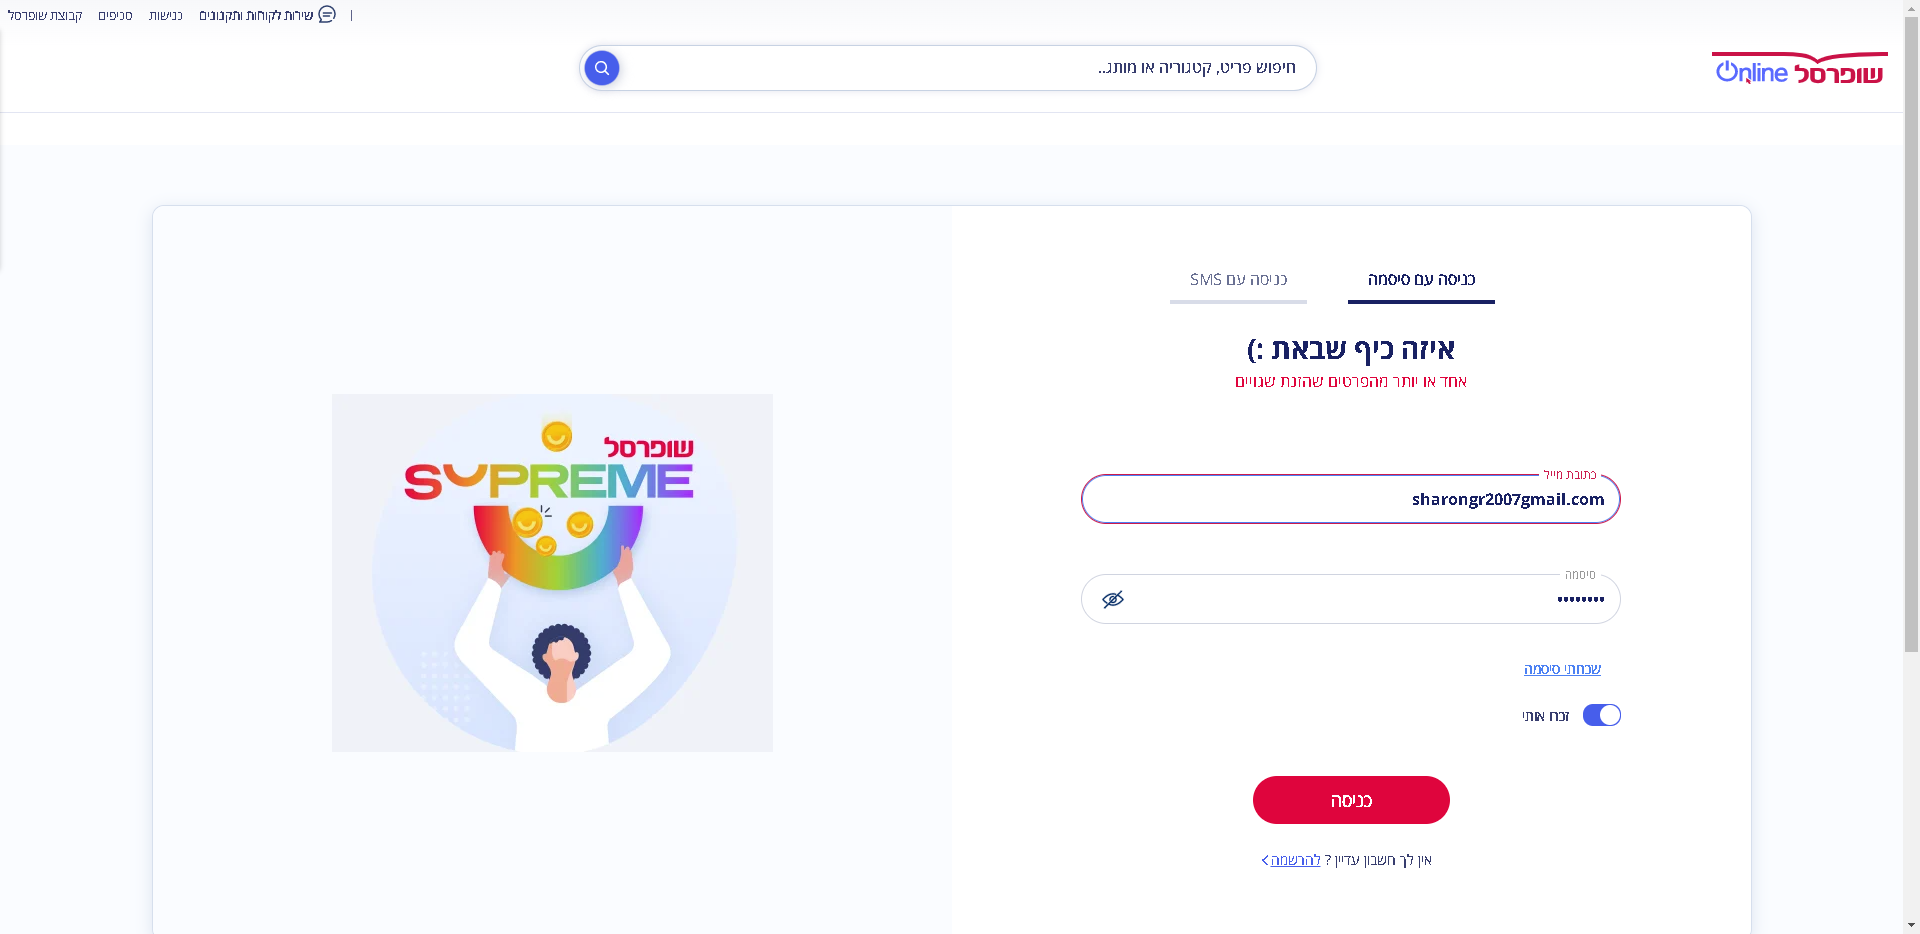 שירות לקוחות ותקנונים | נגישות סניפים קבוצת שופרסל
שופרסל Online
חיפוש פריט, קטגוריה או מותג..
כניסה עם סיסמה
כניסה עם SMS
איזה כיף שבאת :)
אחד או יותר מהפרטים שהזנת שגויים
כתובת מייל
sharongr2007gmail.com
סיסמה
••••••••
שכחתי סיסמה
זכרו אותי
כניסה
אין לך חשבון עדיין ? להרשמה
שופרסל
SUPREME